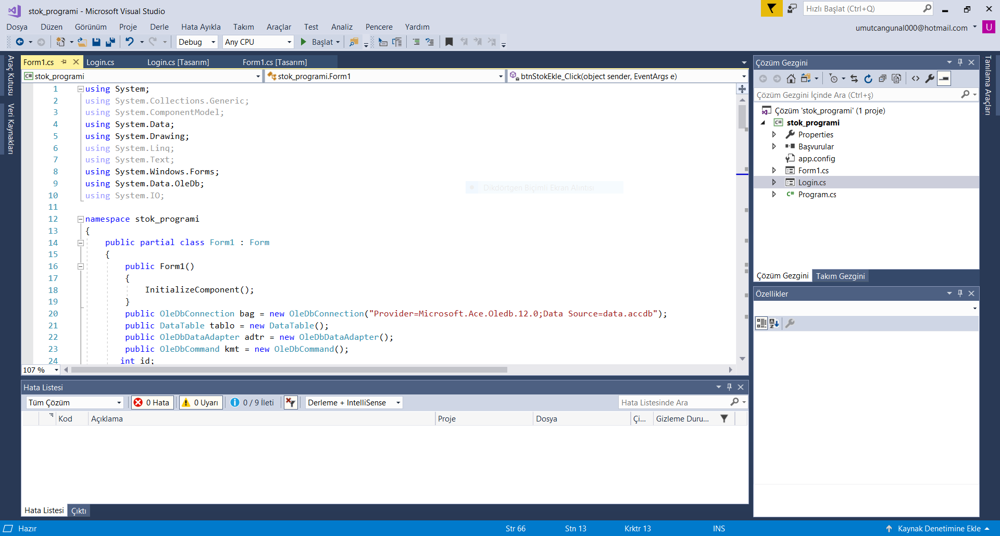 stok_programi - Microsoft Visual Studio
Hızlı Başlat (Ctrl+Q)
Dosya Düzen Görünüm Proje Derle Hata Ayıkla Takım Araçlar Test Analiz Pencere Yardım
umutcangunal000@hotmail.com U
Debug Any CPU Başlat
Araç Kutusu
Veri Kaynakları
Form1.cs Login.cs Login.cs [Tasarım] Form1.cs [Tasarım]
stok_programi stok_programi.Form1 btnStokEkle_Click(object sender, EventArgs e)
1 using System;
2 using System.Collections.Generic;
3 using System.ComponentModel;
4 using System.Data;
5 using System.Drawing;
6 using System.Linq;
7 using System.Text;
8 using System.Windows.Forms;
9 using System.Data.OleDb;
10 using System.IO;
11
12 namespace stok_programi
13 {
14 public partial class Form1 : Form
15 {
16 public Form1()
17 {
18 InitializeComponent();
19 }
20 public OleDbConnection bag = new OleDbConnection("Provider=Microsoft.Ace.Oledb.12.0;Data Source=data.accdb");
21 public DataTable tablo = new DataTable();
22 public OleDbDataAdapter adtr = new OleDbDataAdapter();
23 public OleDbCommand kmt = new OleDbCommand();
24 int id;
Dikdörtgen Biçimli Ekran Alıntısı
107 %
Hata Listesi
Tüm Çözüm 0 Hata 0 Uyarı 0 / 9 İleti Derleme + IntelliSense Hata Listesinde Ara
Kod Açıklama Proje Dosya Çi... Gizleme Duru...
Hata Listesi Çıktı
Çözüm Gezgini
Çözüm Gezgini İçinde Ara (Ctrl+ş)
Çözüm 'stok_programi' (1 proje)
C# stok_programi
Properties
Başvurular
app.config
Form1.cs
Login.cs
C# Program.cs
Çözüm Gezgini Takım Gezgini
Özellikler
Tanılama Araçları
Hazır Str 66 Stn 13 Krktr 13 INS Kaynak Denetimine Ekle